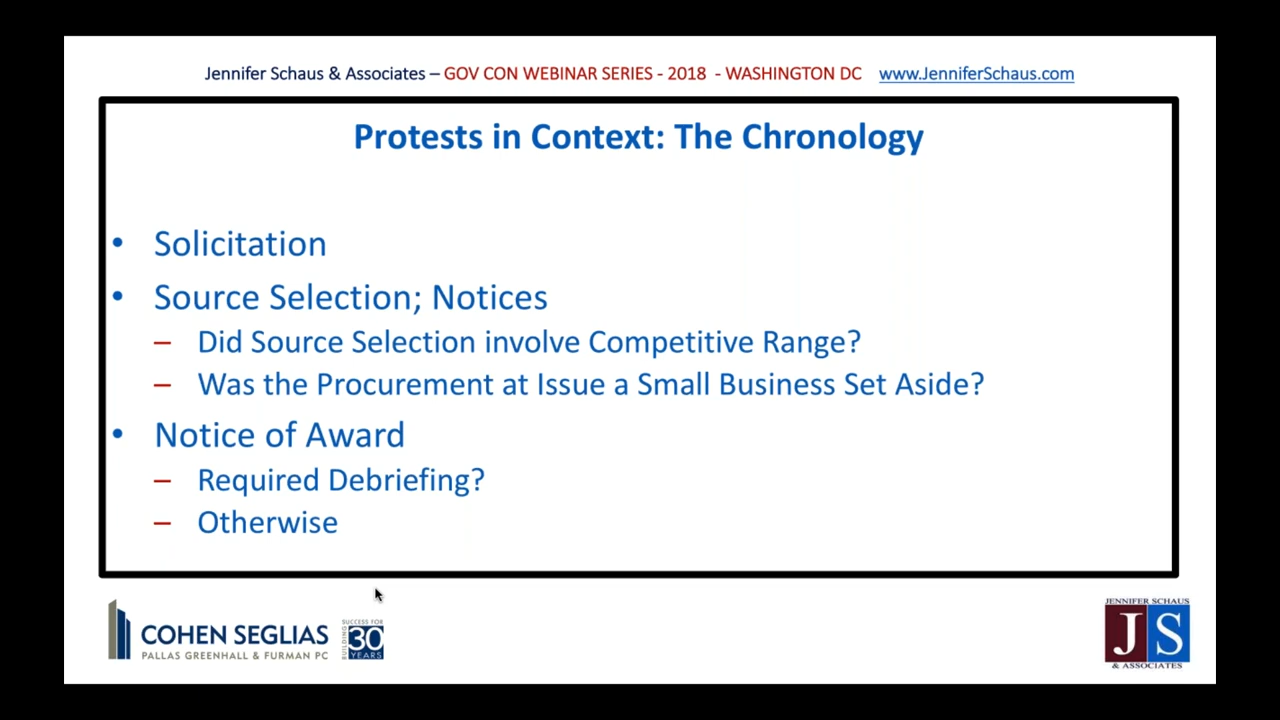 Jennifer Schaus & Associates – GOV CON WEBINAR SERIES - 2018 - WASHINGTON DC www.JenniferSchaus.com
Protests in Context: The Chronology
• Solicitation
• Source Selection; Notices
– Did Source Selection involve Competitive Range?
– Was the Procurement at Issue a Small Business Set Aside?
• Notice of Award
– Required Debriefing?
– Otherwise
COHEN SEGLIAS
PALLAS GREENHALL & FURMAN PC
BUILDING
SUCCESS FOR
30
YEARS
JENNIFER SCHAUS
JS
& ASSOCIATES